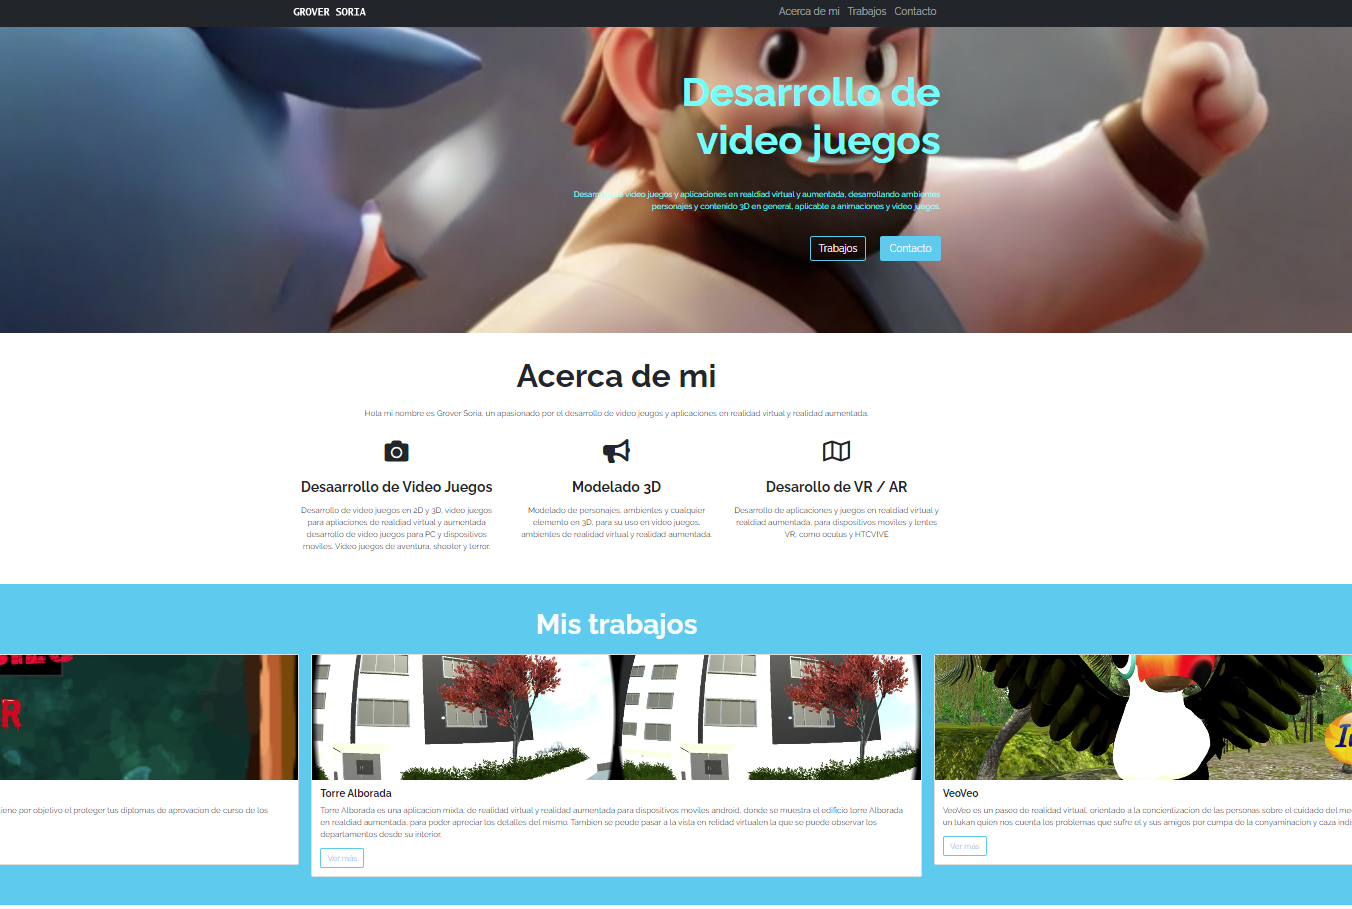 GROVER SORIA
Acerca de mi Trabajos Contacto
Desarrollo de
video juegos
Desarrollo de video juegos y aplicaciones en realdiad virtual y aumentada, desarrollando ambientes
personajes y contenido 3D en general, aplicable a animaciones y video juegos.
Trabajos Contacto
Acerca de mi
Hola mi nombre es Grover Soria, un apasionado por el desarrollo de video jeugos y aplicaciones en realidad virtual y realidad aumentada.
Desaarrollo de Video Juegos
Desarrollo de video juegos en 2D y 3D, video juegos
para apliaciones de realdiad virtual y aumentada
desarrollo de video juegos para PC y dispositivos
moviles. Video juegos de aventura, shooter y terror.
Modelado 3D
Modelado de personajes, ambientes y cualquier
elemento en 3D, para su uso en video juegos,
ambientes de realidad virtual y realidad aumentada.
Desarollo de VR / AR
Desarrollo de aplicaciones y juegos en realdiad virtual y
realdiad aumentada, para dispositivos moviles y lentes
VR, como oculus y HTCVIVE
Mis trabajos
R
tiene por objetivo el proteger tus diplomas de aprovacion de curso de los
Torre Alborada
Torre Alborada es una aplicacion mixta, de realidad virtual y realidad aumentada para dispositivos moviles android, donde se muestra el edificio torre Alborada
en realdiad aumentada, para poder apreciar los detalles del mismo. Tambien se peude pasar a la vista en relidad virtualen la que se puede observar los
departamentos desde su interior.
Ver más
VeoVeo
VeoVeo es un paseo de realidad virtual, orientado a la concientizacion de las personas sobre el cuidado del me
un tukan quien nos cuenta los problemas que sufre el y sus amigos por cumpa de la conyaminacion y caza indi
Ver más